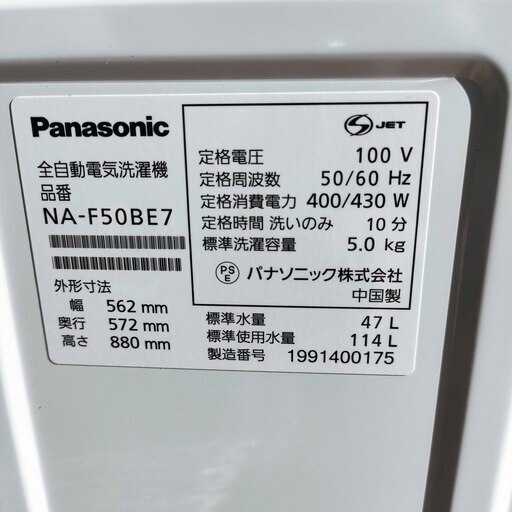 Panasonic
全自動電気洗濯機
品番
NA-F50BE7
外形寸法
幅 562 mm
奥行 572 mm
高さ 880 mm
S JET
定格電圧 100 V
定格周波数 50/60 Hz
定格消費電力 400/430 W
定格時間 洗いのみ 10 分
標準洗濯容量 5.0 kg
PS E パナソニック株式会社
中国製
標準水量 47 L
標準使用水量 114 L
製造番号 1991400175